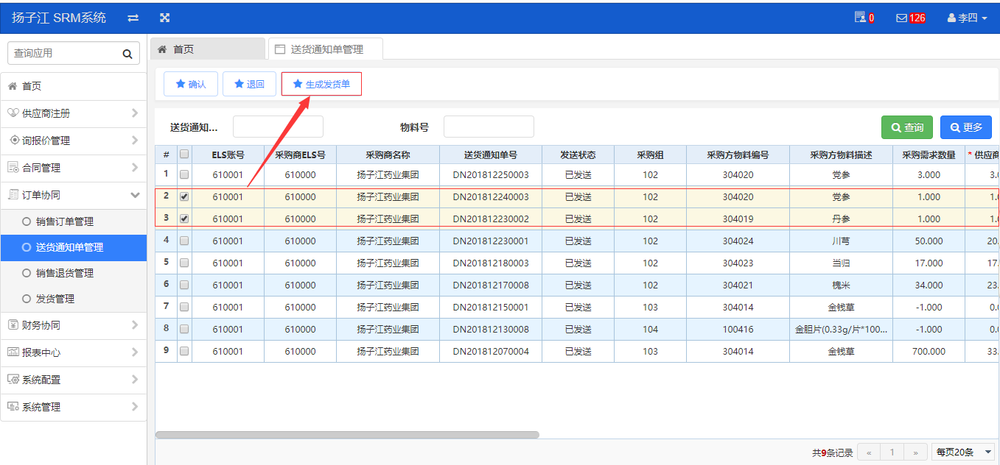 扬子江 SRM系统
0
126
李四
查询应用
首页
供应商注册
询报价管理
合同管理
订单协同
销售订单管理
送货通知单管理
销售退货管理
发货管理
财务协同
报表中心
系统配置
系统管理
首页 送货通知单管理
确认 退回 生成发货单
送货通知... 物料号 查询 更多
# ELS账号 采购商ELS号 采购商名称 送货通知单号 发送状态 采购组 采购方物料编号 采购方物料描述 采购需求数量 * 供应商
1 610001 610000 扬子江药业集团 DN201812250003 已发送 102 304020 党参 3.000 3.
2 610001 610000 扬子江药业集团 DN201812240003 已发送 102 304020 党参 1.000 1.
3 610001 610000 扬子江药业集团 DN201812230002 已发送 102 304019 丹参 1.000 1.
4 610001 610000 扬子江药业集团 DN201812230001 已发送 102 304024 川芎 50.000 20.
5 610001 610000 扬子江药业集团 DN201812180003 已发送 102 304023 当归 17.000 17.
6 610001 610000 扬子江药业集团 DN201812170008 已发送 102 304021 槐米 34.000 23.
7 610001 610000 扬子江药业集团 DN201812150001 已发送 103 304014 金钱草 -1.000 0.
8 610001 610000 扬子江药业集团 DN201812130008 已发送 104 100416 金胆片(0.33g/片*100... -1.000 0.
9 610001 610000 扬子江药业集团 DN201812070004 已发送 103 304014 金钱草 700.000 33.
共9条记录 « 1 » 每页20条